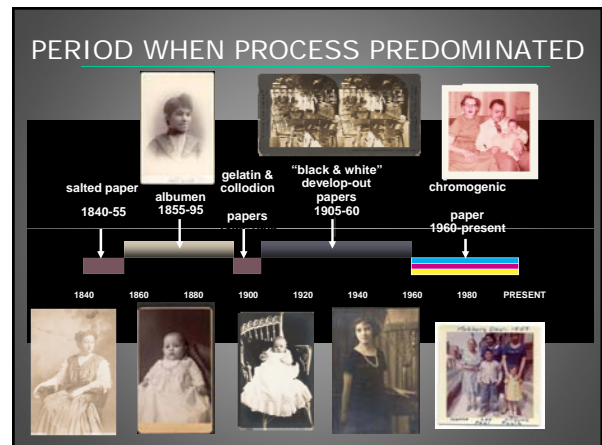 PERIOD WHEN PROCESS PREDOMINATED
salted paper
1840-55
albumen
1855-95
gelatin &
collodion
papers
“black & white”
develop-out
papers
1905-60
chromogenic
paper
1960-present
1840 1860 1880 1900 1920 1940 1960 1980 PRESENT